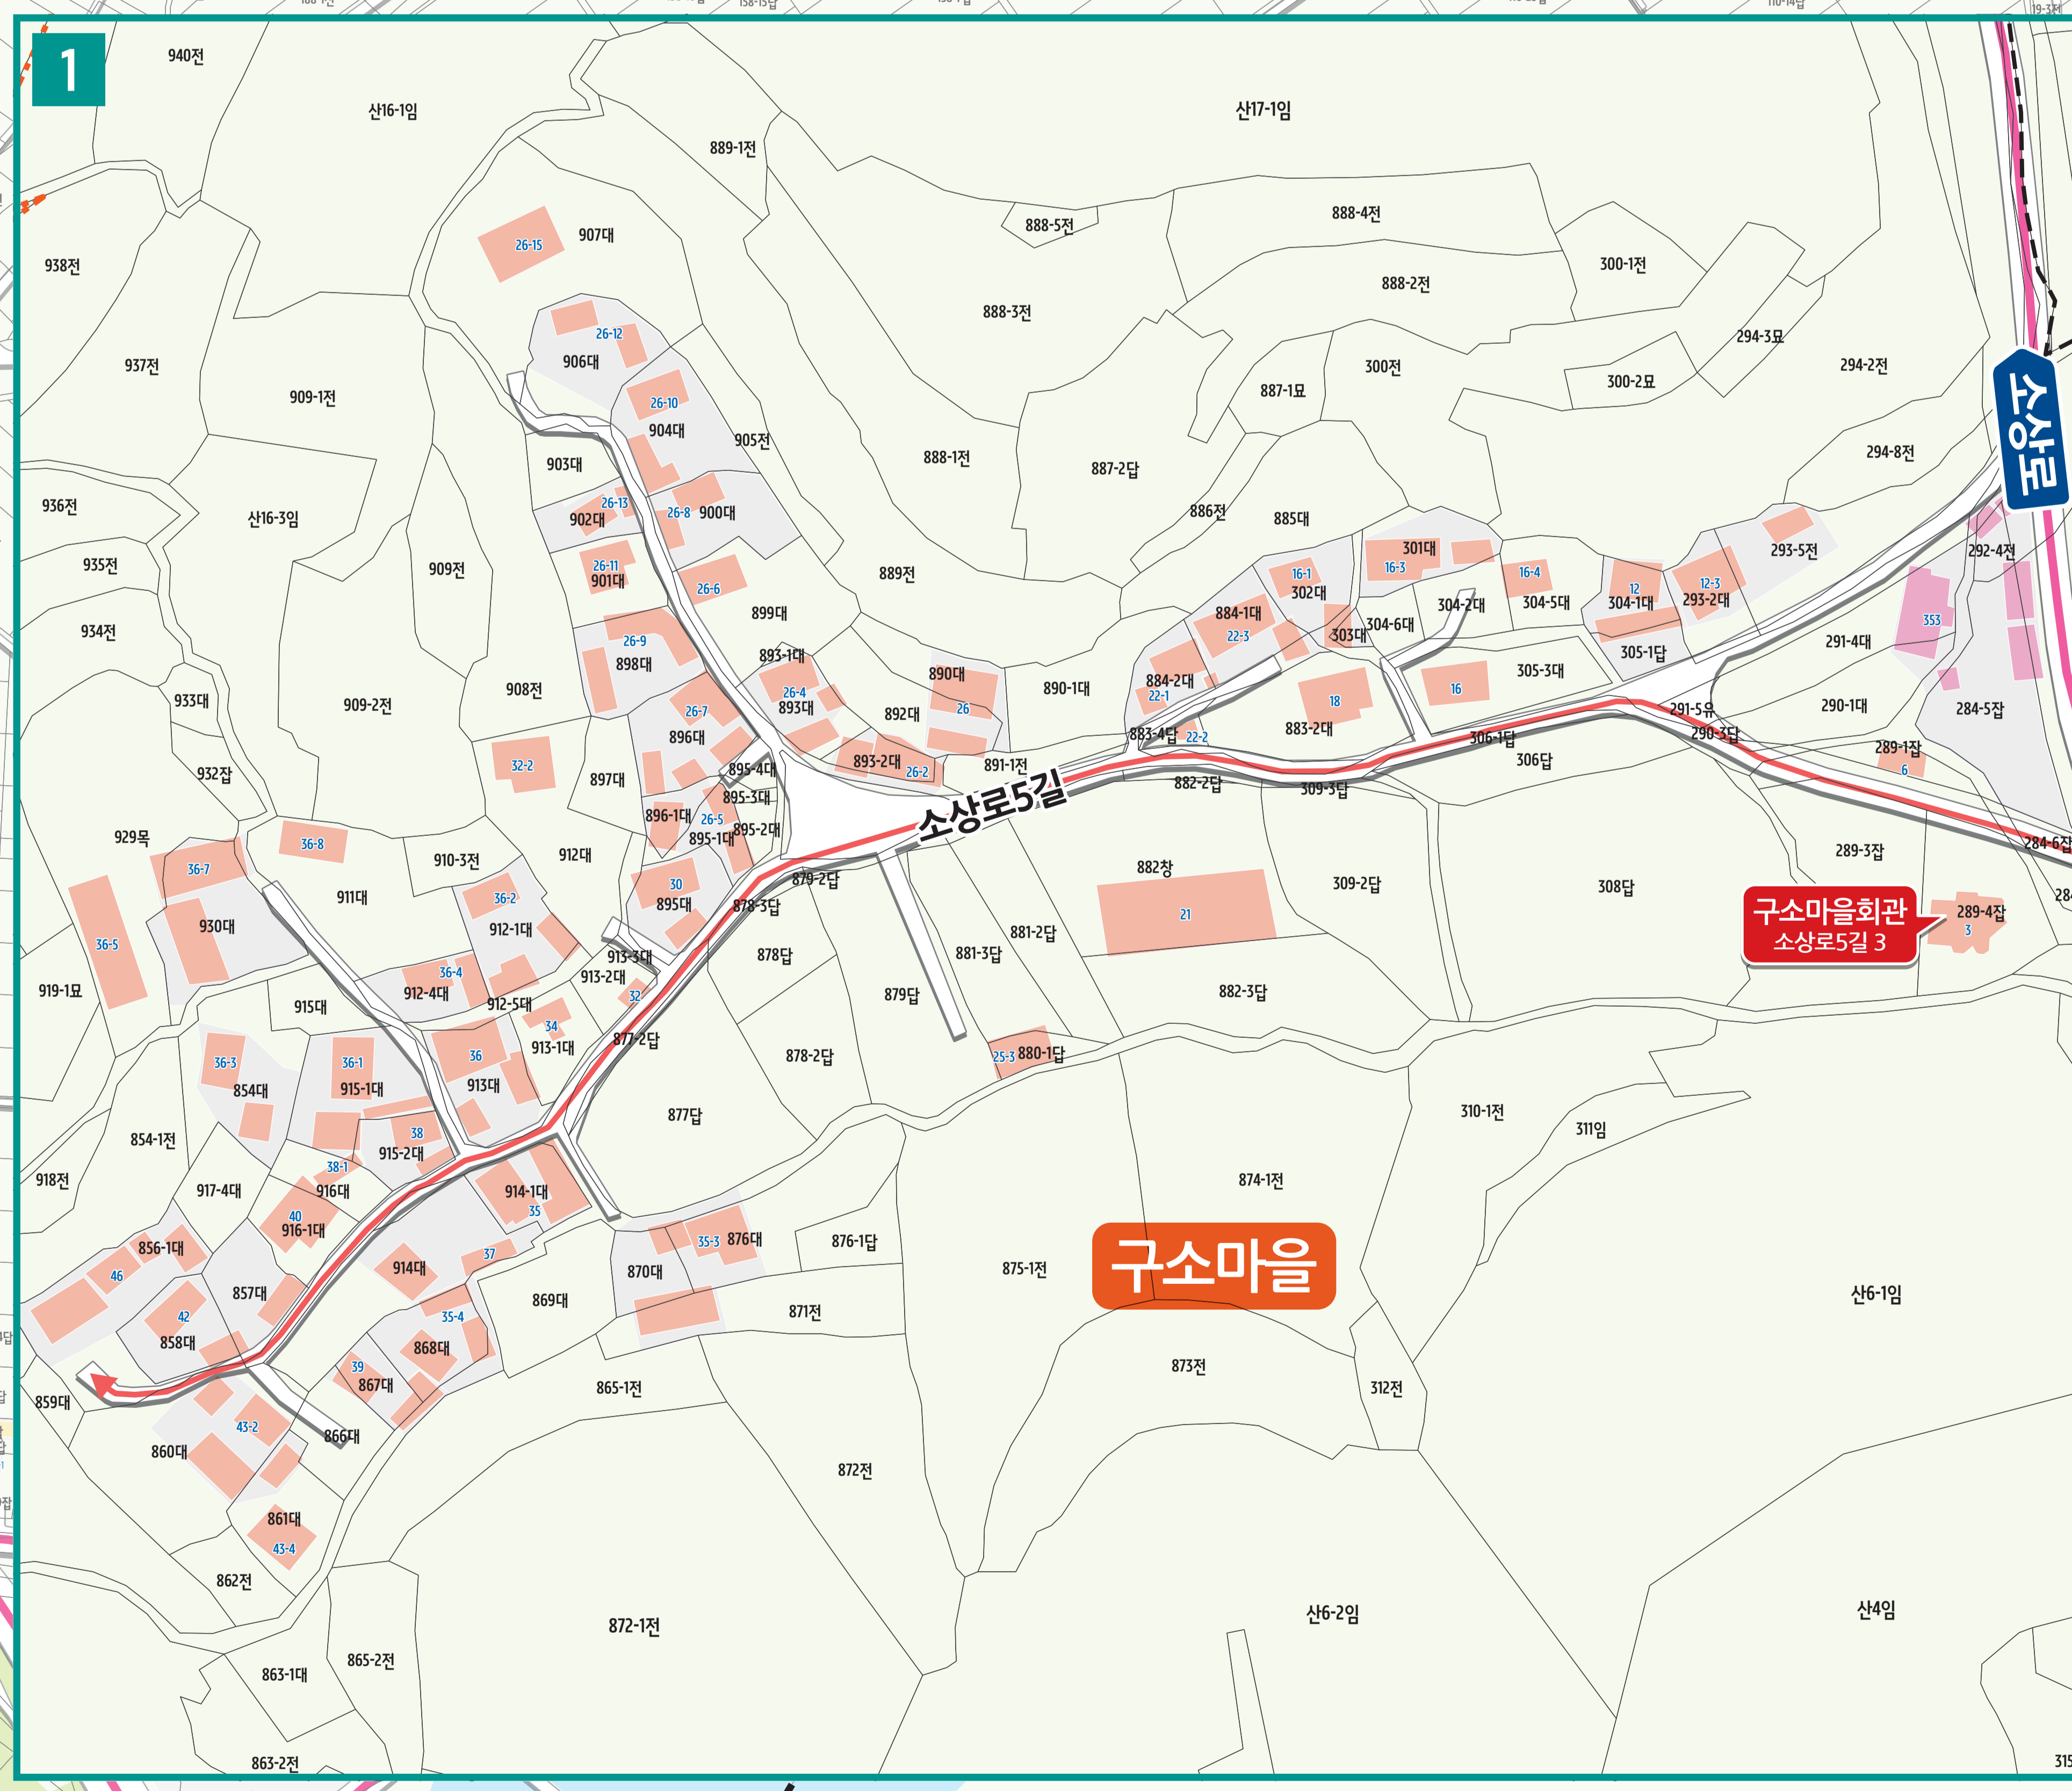 1
940전
산16-1임
산17-1임
889-1전
888-5전
888-4전
907대
26-15
938전
300-1전
888-2전
888-3전
26-12
906대
937전
294-3묘
294-2전
300전
300-2묘
887-1묘
909-1전
26-10
904대
소상로
905전
903대
888-1전
887-2답
294-8전
936전
산16-3임
26-13
902대
26-8
900대
886전
885대
935전
909전
26-11
901대
26-6
889전
301대
16-3
16-1
302대
16-4
304-5대
293-5전
292-4전
12
304-1대
12-3
293-2대
934전
899대
884-1대
22-3
303대
304-6대
304-2대
353
26-9
898대
893-1대
305-1답
291-4대
933대
909-2전
908전
26-4
893대
890대
26
890-1대
884-2대
22-1
18
16
305-3대
26-7
896대
892대
883-4답
22-2
883-2대
306-1답
291-5유
290-3답
290-1대
284-5답
932잡
32-2
897대
895-4대
893-2대
26-2
891-1전
882-2답
309-3답
306답
289-1잡
6
895-3대
소상로5길
896-1대
26-5
895-1대
895-2대
929목
36-8
36-7
910-3전
912대
284-6잡
289-3잡
882창
911대
30
895대
879-2답
878-3답
309-2답
308답
36-2
912-1대
930대
36-5
21
구소마을회관
소상로5길 3
289-4잡
3
881-2답
881-3답
878답
913-3대
913-2대
919-1묘
36-4
912-4대
912-5대
915대
32
879답
882-3답
34
913-1대
877-2답
36
913대
36-3
854대
36-1
915-1대
878-2답
25-3
880-1답
877답
310-1전
311임
854-1전
38
915-2대
38-1
916대
918전
917-4대
914-1대
35
874-1전
40
916-1대
856-1대
46
37
914대
35-3
876대
876-1답
870대
875-1전
구소마을
산6-1임
857대
42
858대
869대
871전
35-4
868대
39
867대
873전
312전
865-1전
859대
43-2
860대
866대
872전
861대
43-4
862전
872-1전
산6-2임
산4임
863-1대
865-2전
863-2전